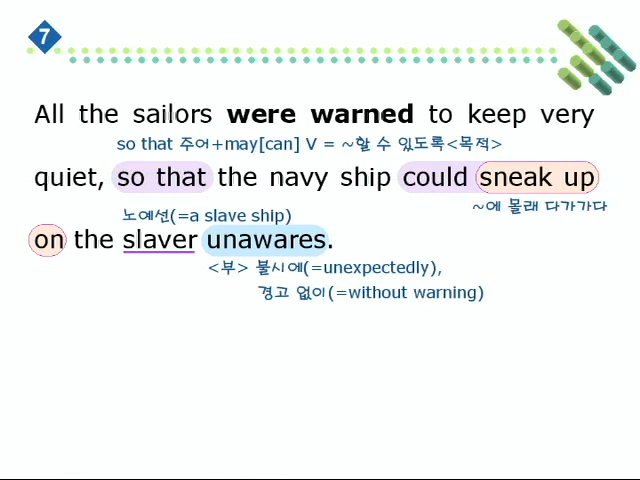 7
All the sailors were warned to keep very
so that 주어+may[can] V = ~할 수 있도록<목적>
quiet, so that the navy ship could sneak up
~에 몰래 다가가다
노예선(=a slave ship)
on the slaver unawares.
<부> 불시에(=unexpectedly),
경고 없이(=without warning)